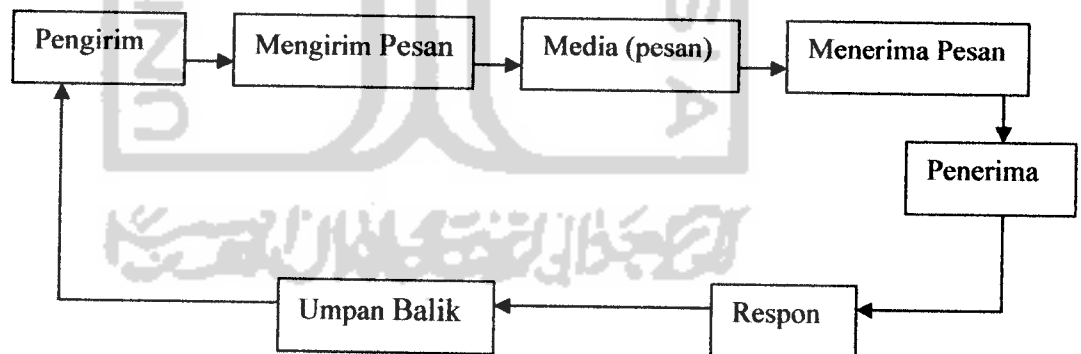 Pengirim
Mengirim Pesan
Media (pesan)
Menerima Pesan
Penerima
Respon
Umpan Balik